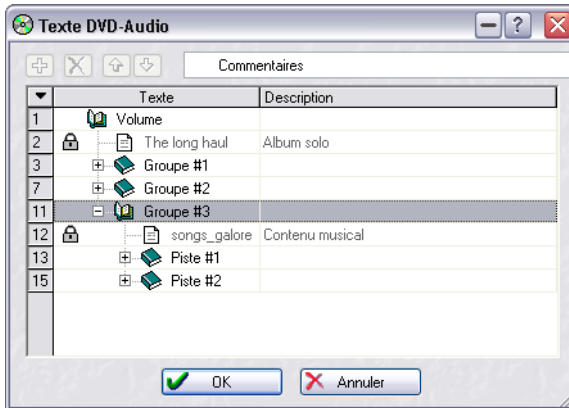 Texte DVD-Audio
Commentaires
Texte Description
1 Volume
2 The long haul Album solo
3 Groupe #1
7 Groupe #2
11 Groupe #3
12 songs_galore Contenu musical
13 Piste #1
15 Piste #2
OK Annuler